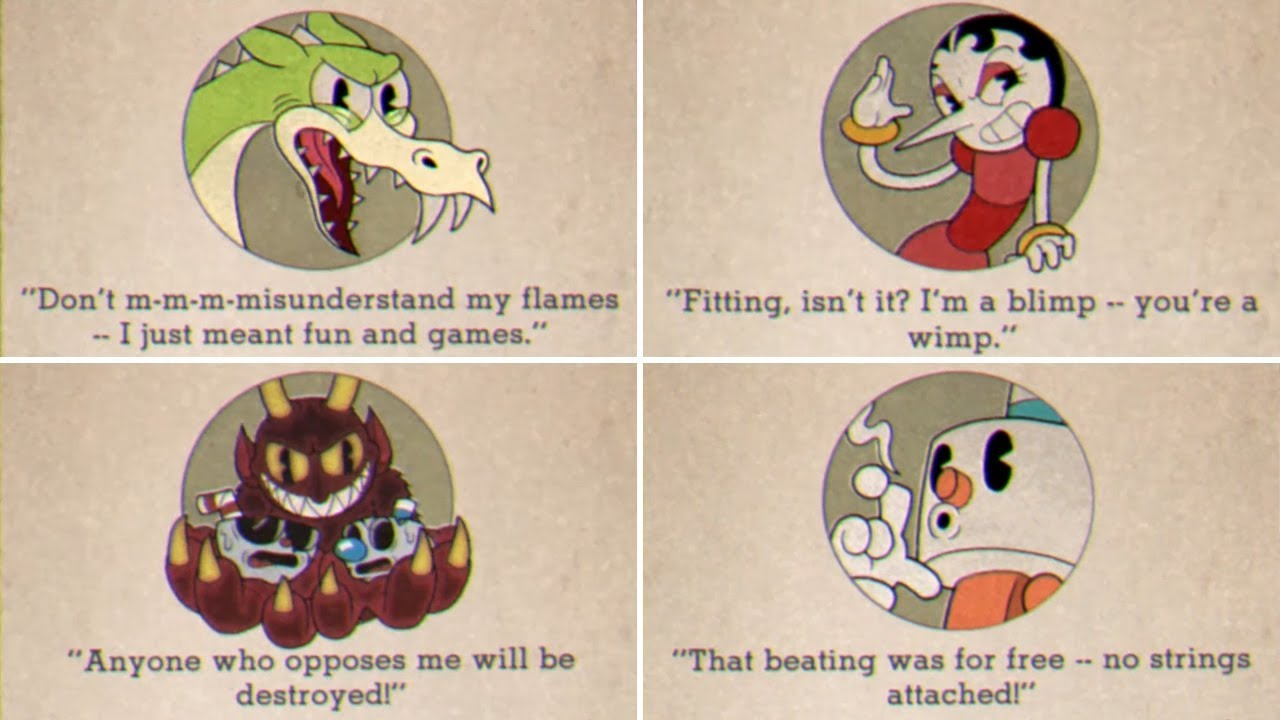 "Don't m-m-m-misunderstand my flames
-- I just meant fun and games."
"Fitting, isn't it? I'm a blimp -- you're a
wimp."
"Anyone who opposes me will be
destroyed!"
"That beating was for free -- no strings
attached!"